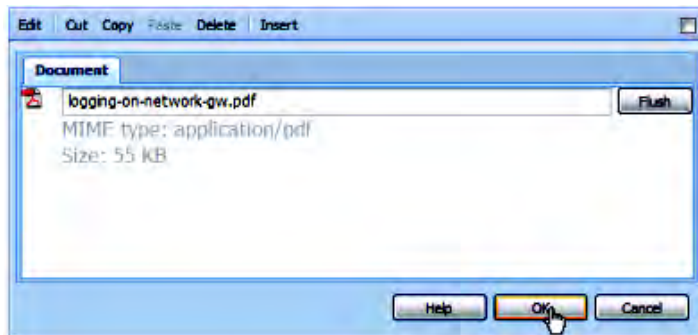 Edit Cut Copy Paste Delete Insert
Document
logging-on-network-gw.pdf Flush
MIME type: application/pdf
Size: 55 KB
Help OK Cancel